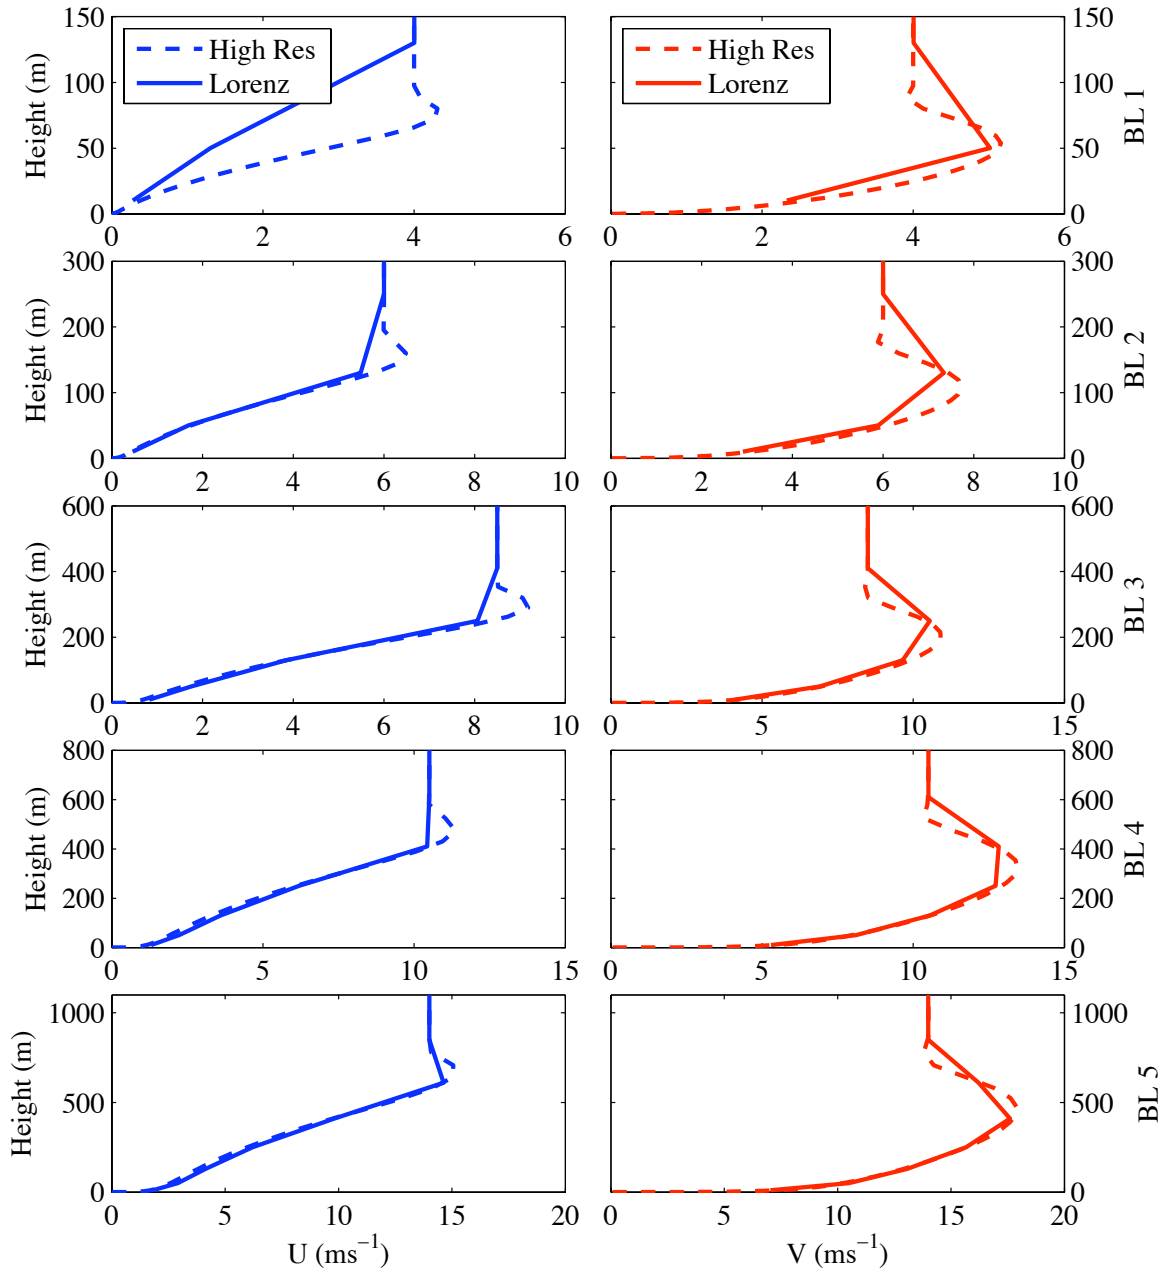 150
100
50
0
Height (m)
High Res
Lorenz
0 2 4 6
High Res
Lorenz
0 2 4 6
150
100
50
0
BL 1
300
200
100
0
Height (m)
0 2 4 6 8 10
0 2 4 6 8 10
300
200
100
0
BL 2
600
400
200
0
Height (m)
0 2 4 6 8 10
0 5 10 15
600
400
200
0
BL 3
800
600
400
200
0
Height (m)
0 5 10 15
0 5 10 15
800
600
400
200
0
BL 4
1000
500
0
Height (m)
0 5 10 15 20
U (ms⁻¹)
0 5 10 15 20
V (ms⁻¹)
1000
500
0
BL 5